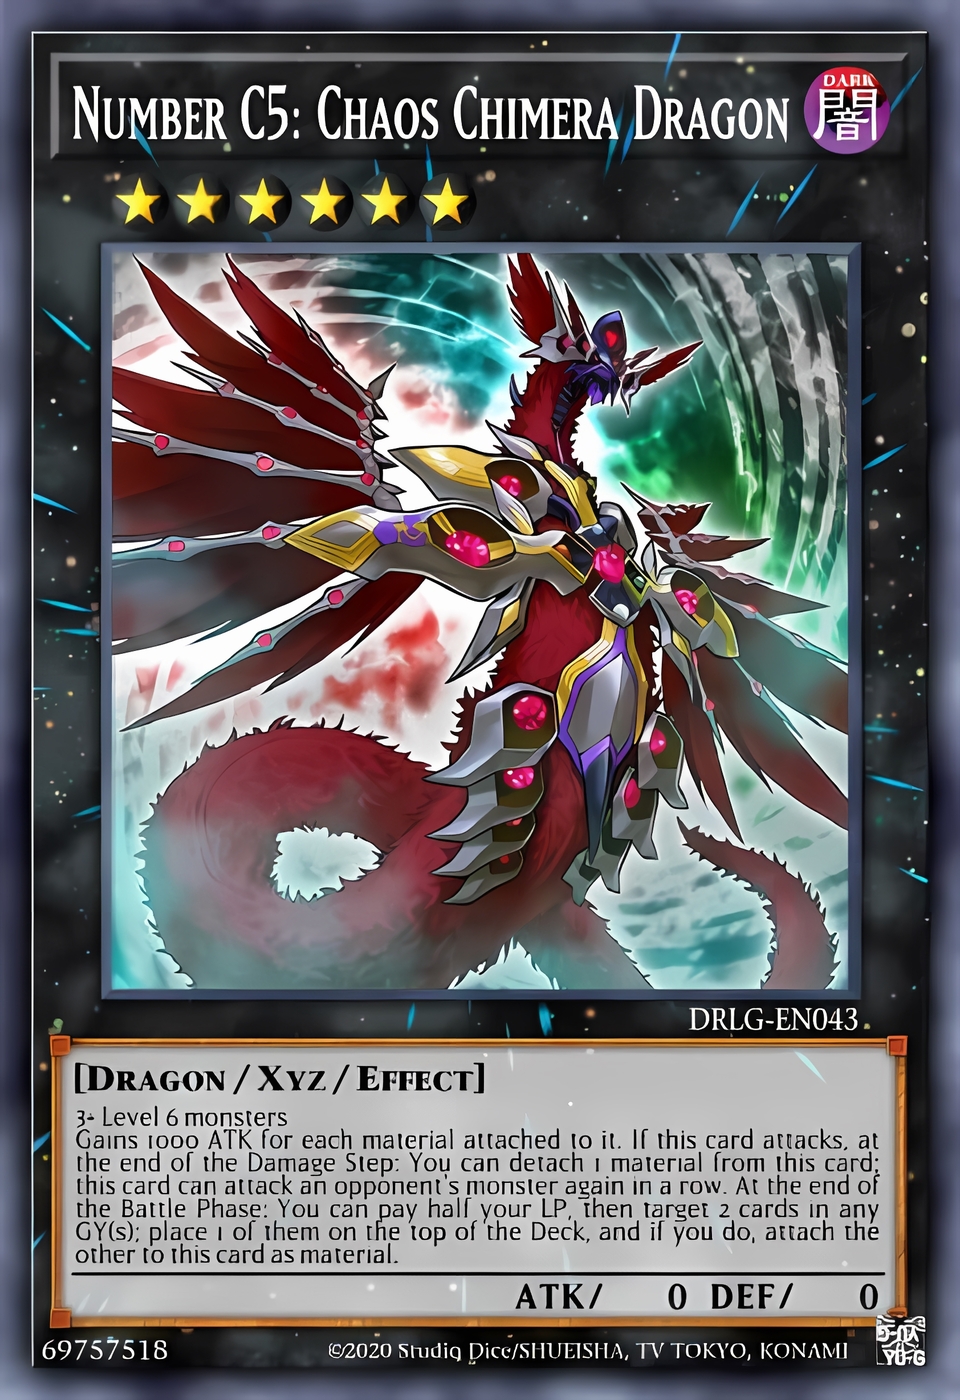 NUMBER C5: CHAOS CHIMERA DRAGON
DARK
闇
DRLG-EN043
[DRAGON / XYZ / EFFECT]
3+ Level 6 monsters
Gains 1000 ATK for each material attached to it. If this card attacks, at
the end of the Damage Step: You can detach 1 material from this card;
this card can attack an opponent's monster again in a row. At the end of
the Battle Phase: You can pay half your LP, then target 2 cards in any
GY(s); place 1 of them on the top of the Deck, and if you do, attach the
other to this card as material.
ATK/ 0 DEF/ 0
69757518
©2020 Studio Dice/SHUEISHA, TV TOKYO, KONAMI